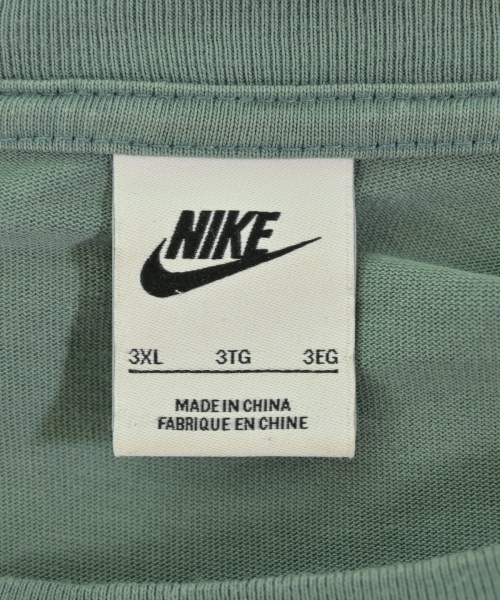 NIKE
3XL 3TG 3EG
MADE IN CHINA
FABRIQUE EN CHINE